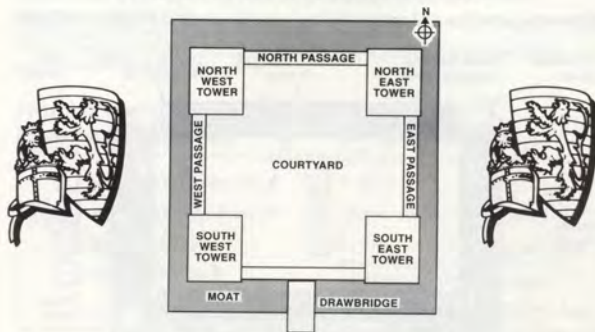 N
NORTH PASSAGE
NORTH
WEST
TOWER
NORTH
EAST
TOWER
WEST PASSAGE
COURTYARD
EAST PASSAGE
SOUTH
WEST
TOWER
SOUTH
EAST
TOWER
MOAT
DRAWBRIDGE